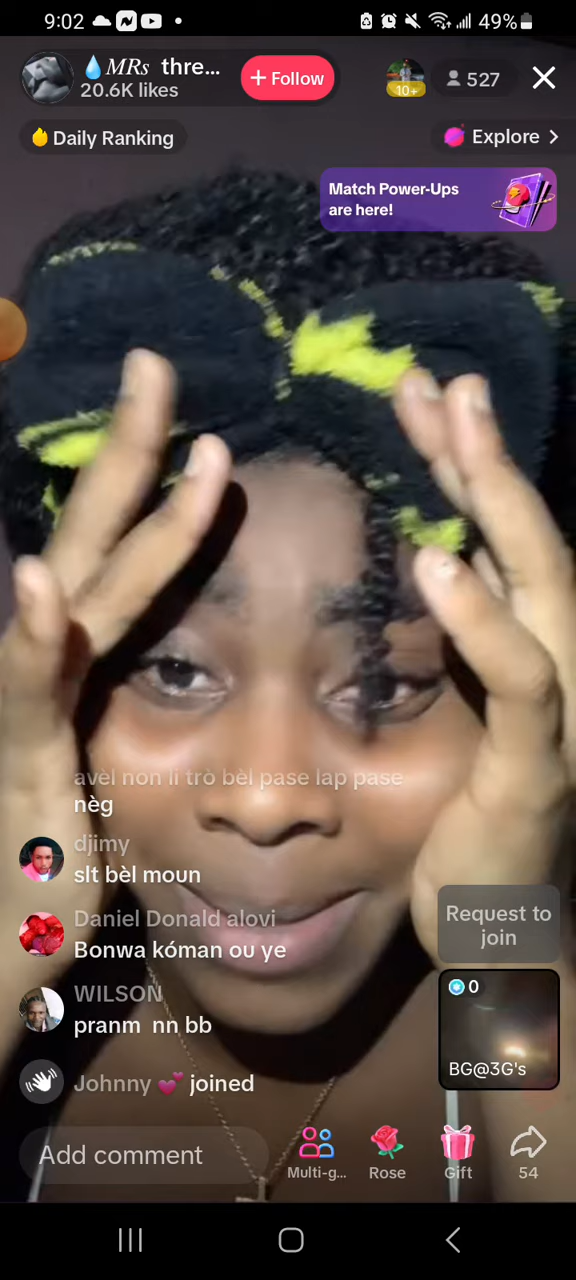 9:02
49%
💧MRs thre...
20.6K likes
+ Follow
10+
527
Daily Ranking
Explore >
Match Power-Ups
are here!
avèl non li trò bèl pase lap pase
nèg
djimy
slt bèl moun
Daniel Donald alovi
Bonwa kóman ou ye
WILSON
pranm nn bb
Johnny 💕 joined
Request to
join
0
BG@3G's
Add comment
Multi-g...
Rose
Gift
54